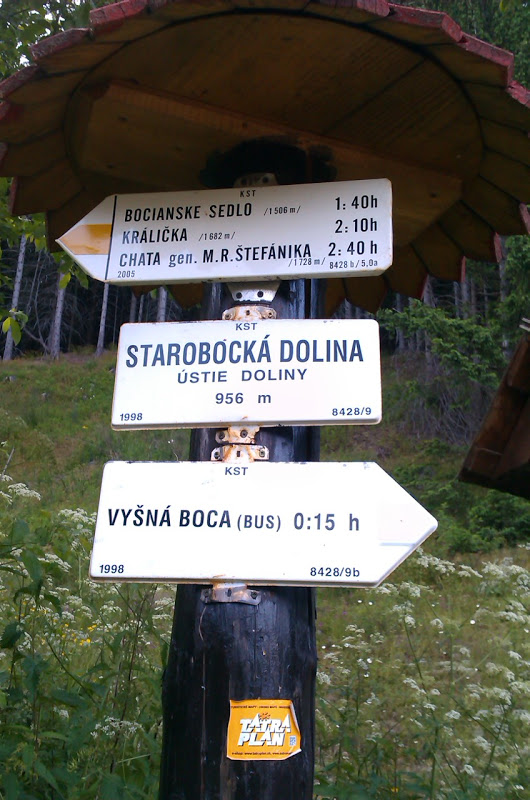 KST
BOCIANSKE SEDLO /1506 m/ 1:40h
KRÁLIČKA /1682 m/ 2:10h
CHATA gen. M.R.ŠTEFÁNIKA /1728 m/ 2:40 h
2005 8428 b/5,0a
KST
STAROBOCKÁ DOLINA
ÚSTIE DOLINY
956 m
1998 8428/9
KST
VYŠNÁ BOCA (BUS) 0:15 h
1998 8428/9b
TATRA
PLAN